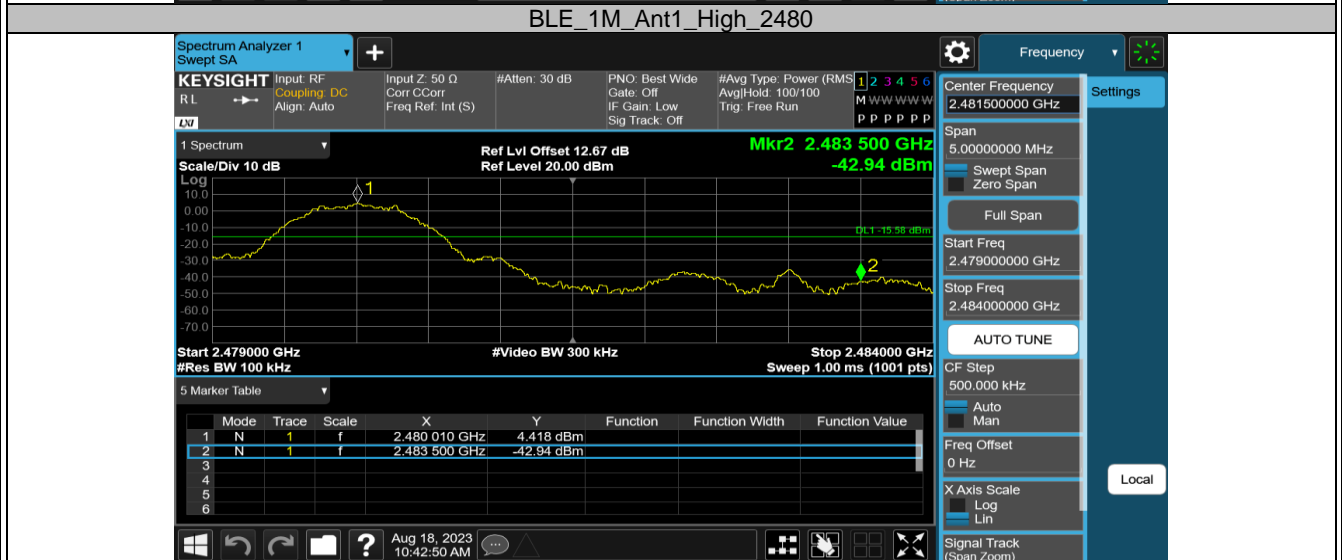 BLE_1M_Ant1_High_2480
Spectrum Analyzer 1
Swept SA
+
Frequency
KEYSIGHT
R L
LXI
Input: RF
Coupling: DC
Align: Auto
Input Z: 50 Ω
Corr CCorr
Freq Ref: Int (S)
#Atten: 30 dB
PNO: Best Wide
Gate: Off
IF Gain: Low
Sig Track: Off
#Avg Type: Power (RMS
Avg|Hold: 100/100
Trig: Free Run
1 2 3 4 5 6
M W W W W W
P P P P P P
1 Spectrum
Scale/Div 10 dB
Ref Lvl Offset 12.67 dB
Ref Level 20.00 dBm
Mkr2 2.483 500 GHz
-42.94 dBm
Log
10.0
0.00
-10.0
-20.0
-30.0
-40.0
-50.0
-60.0
-70.0
1
DL1 -15.58 dBm
2
Start 2.479000 GHz
#Res BW 100 kHz
#Video BW 300 kHz
Stop 2.484000 GHz
Sweep 1.00 ms (1001 pts)
5 Marker Table
Mode Trace Scale X Y Function Function Width Function Value
1 N 1 f 2.480 010 GHz 4.418 dBm
2 N 1 f 2.483 500 GHz -42.94 dBm
3
4
5
6
Aug 18, 2023
10:42:50 AM
Center Frequency
2.481500000 GHz
Settings
Span
5.00000000 MHz
Swept Span
Zero Span
Full Span
Start Freq
2.479000000 GHz
Stop Freq
2.484000000 GHz
AUTO TUNE
CF Step
500.000 kHz
Auto
Man
Freq Offset
0 Hz
Local
X Axis Scale
Log
Lin
Signal Track
(Span Zoom)